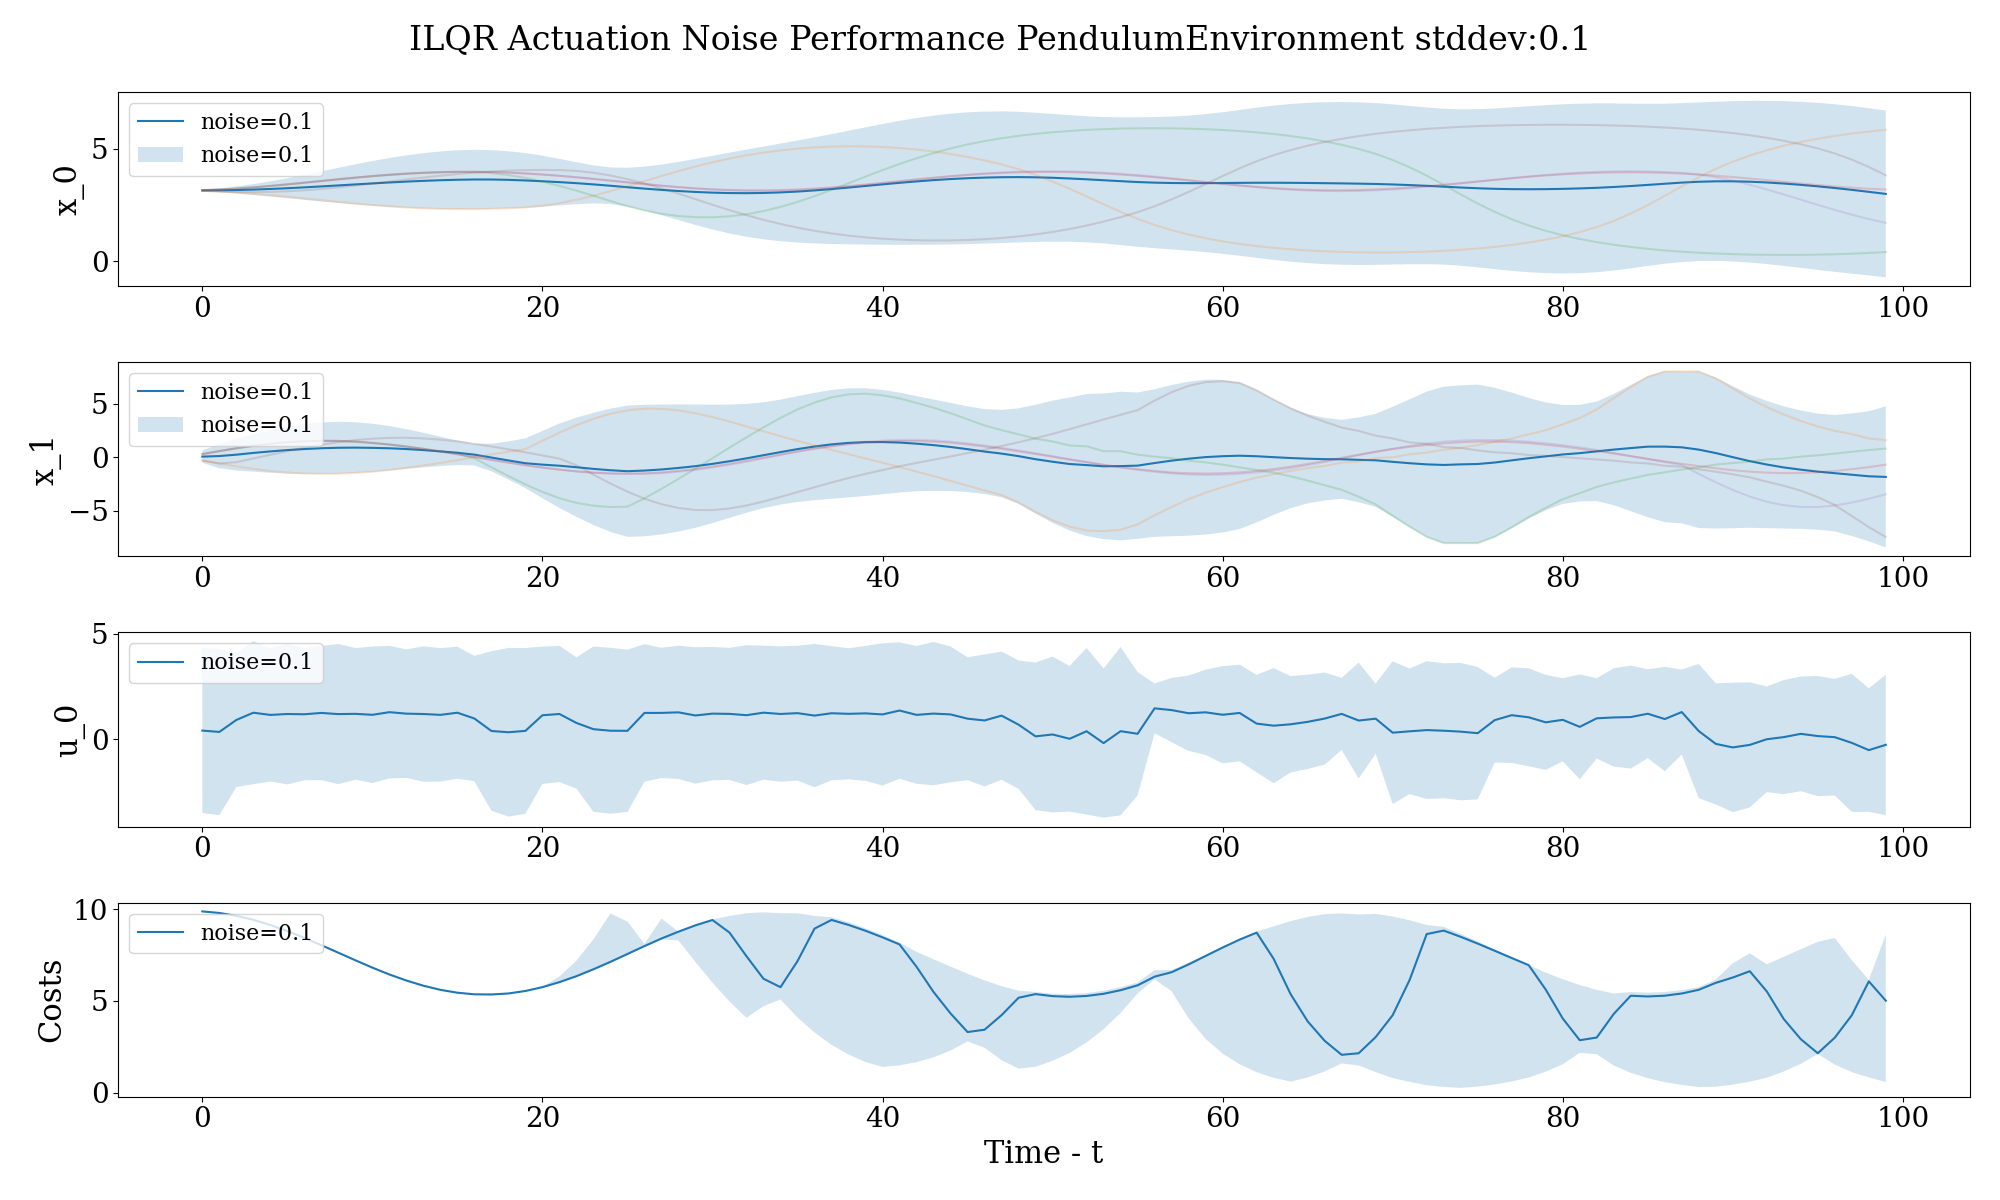 ILQR Actuation Noise Performance PendulumEnvironment stddev:0.1
noise=0.1
noise=0.1
5
0
x_0
0 20 40 60 80 100
noise=0.1
noise=0.1
5
0
−5
x_1
0 20 40 60 80 100
noise=0.1
5
0
u_0
0 20 40 60 80 100
noise=0.1
10
5
0
Costs
0 20 40 60 80 100
Time - t